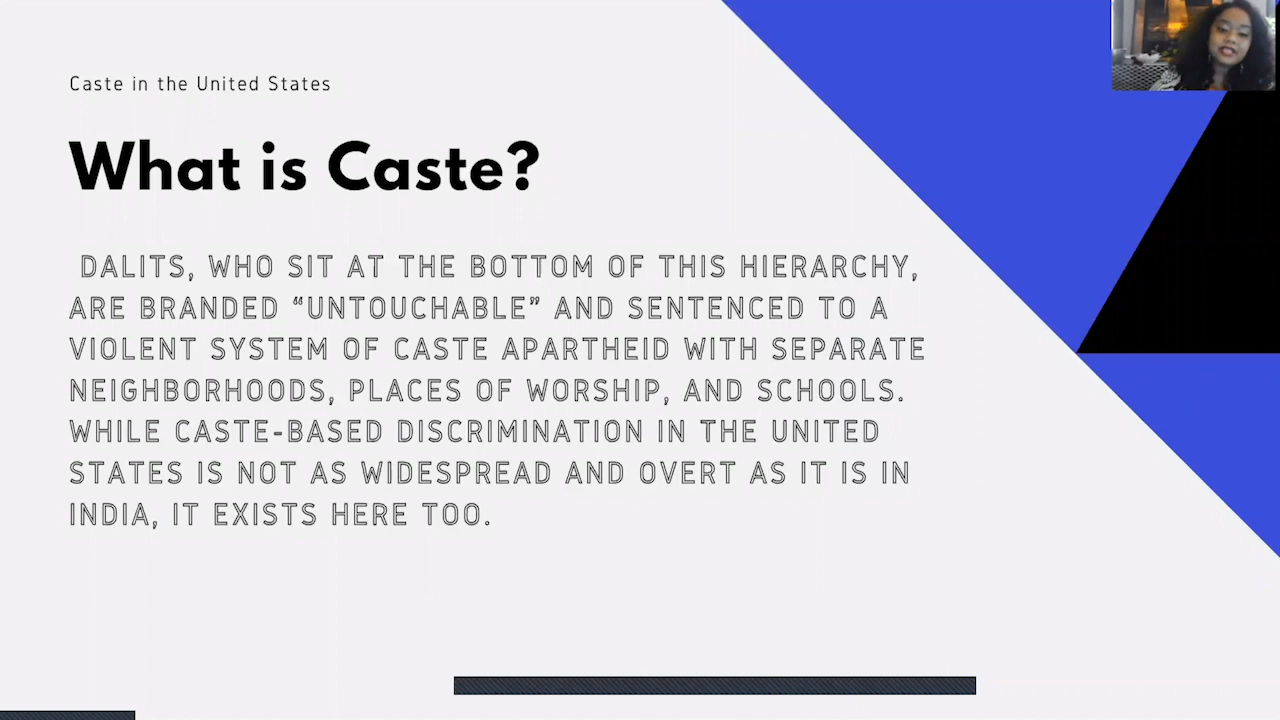 Caste in the United States
What is Caste?
DALITS, WHO SIT AT THE BOTTOM OF THIS HIERARCHY,
ARE BRANDED “UNTOUCHABLE” AND SENTENCED TO A
VIOLENT SYSTEM OF CASTE APARTHEID WITH SEPARATE
NEIGHBORHOODS, PLACES OF WORSHIP, AND SCHOOLS.
WHILE CASTE-BASED DISCRIMINATION IN THE UNITED
STATES IS NOT AS WIDESPREAD AND OVERT AS IT IS IN
INDIA, IT EXISTS HERE TOO.